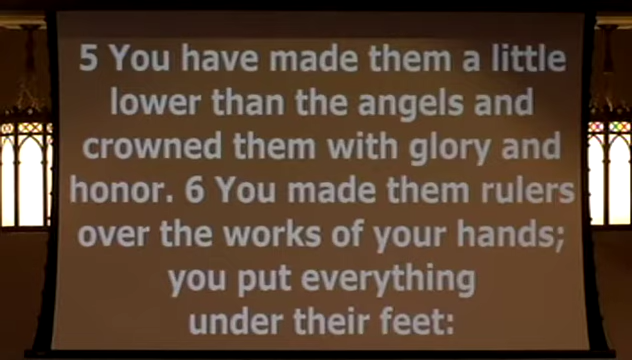 5 You have made them a little
lower than the angels and
crowned them with glory and
honor. 6 You made them rulers
over the works of your hands;
you put everything
under their feet: